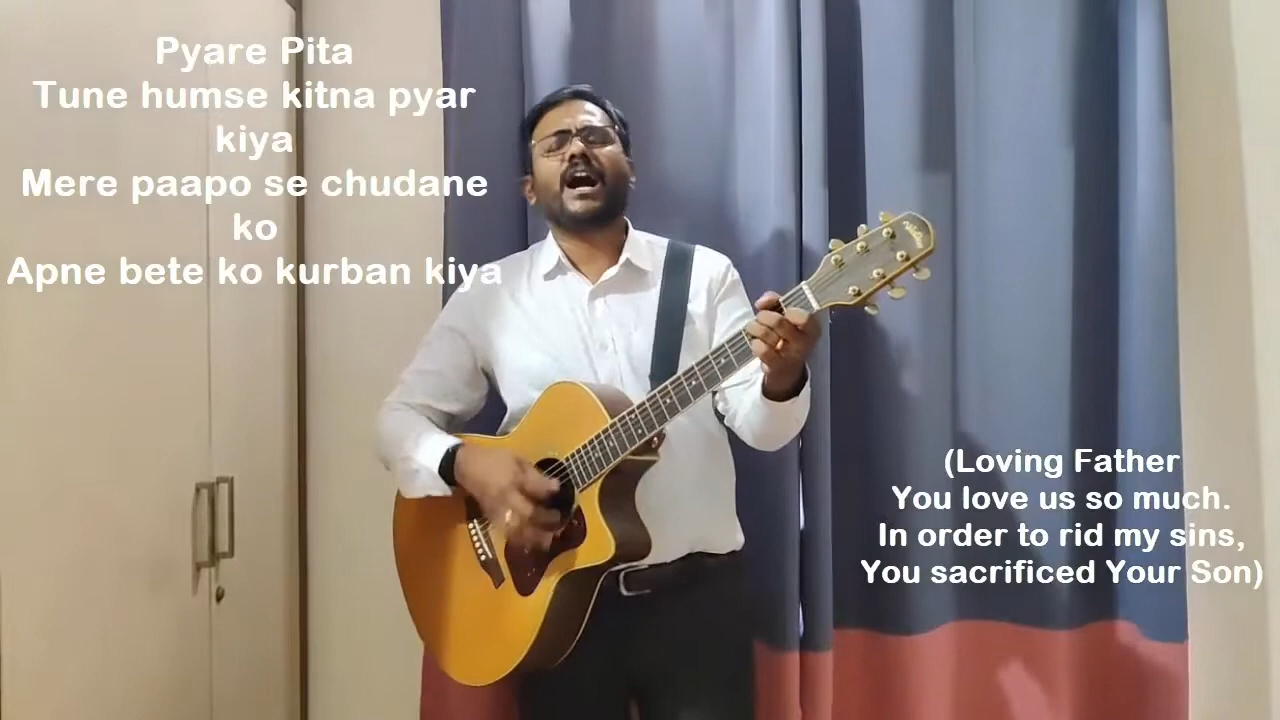 Pyare Pita
Tune humse kitna pyar
kiya
Mere paapo se chudane
ko
Apne bete ko kurban kiya
(Loving Father
You love us so much.
In order to rid my sins,
You sacrificed Your Son)